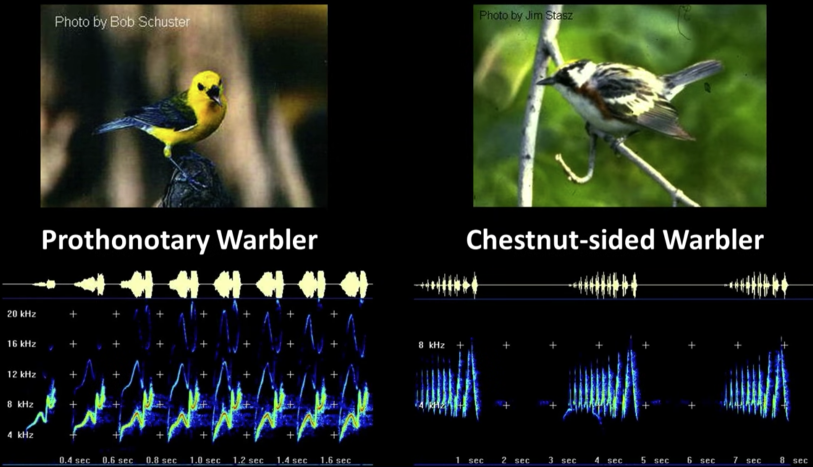 Photo by Bob Schuster
Photo by Jim Stasz
Prothonotary Warbler
Chestnut-sided Warbler
20 kHz
16 kHz
12 kHz
8 kHz
4 kHz
0.4 sec 0.6 sec 0.8 sec 1.0 sec 1.2 sec 1.4 sec 1.6 sec
8 kHz
4 kHz
1 sec 2 sec 3 sec 4 sec 5 sec 6 sec 7 sec 8 sec